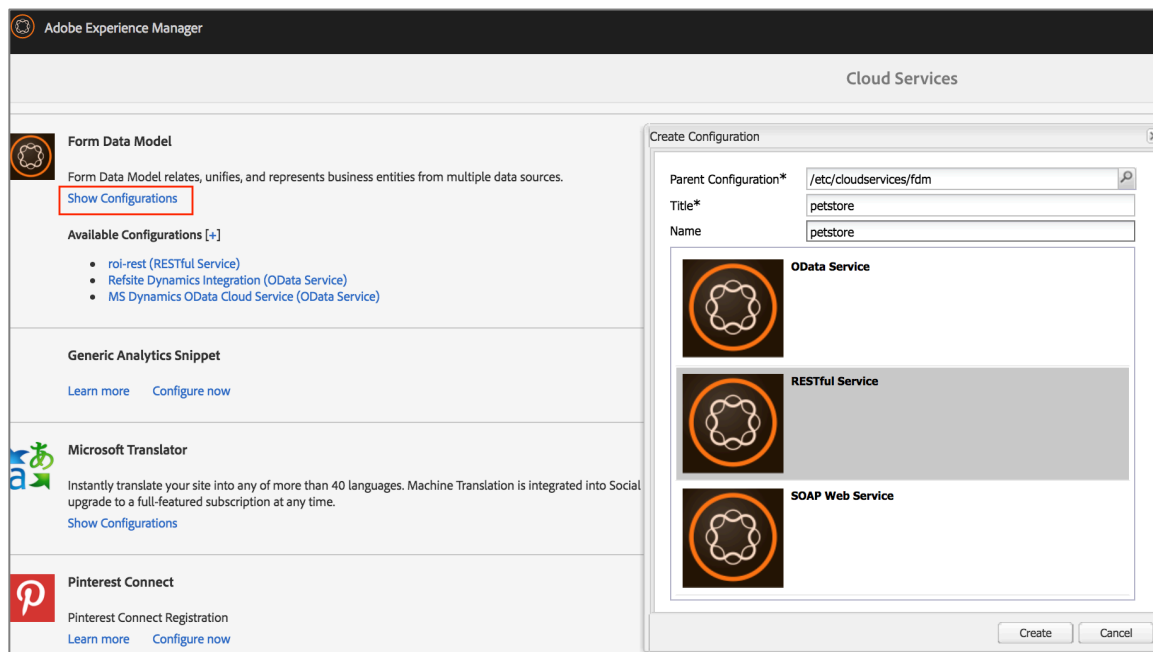 Adobe Experience Manager
Cloud Services
Form Data Model
Form Data Model relates, unifies, and represents business entities from multiple data sources.
Show Configurations
Available Configurations [+]
roi-rest (RESTful Service)
Refsite Dynamics Integration (OData Service)
MS Dynamics OData Cloud Service (OData Service)
Generic Analytics Snippet
Learn more Configure now
あ
a
Microsoft Translator
Instantly translate your site into any of more than 40 languages. Machine Translation is integrated into Social
upgrade to a full-featured subscription at any time.
Show Configurations
Pinterest Connect
Pinterest Connect Registration
Learn more Configure now
Create Configuration
Parent Configuration* /etc/cloudservices/fdm
Title* petstore
Name petstore
OData Service
RESTful Service
SOAP Web Service
Create Cancel